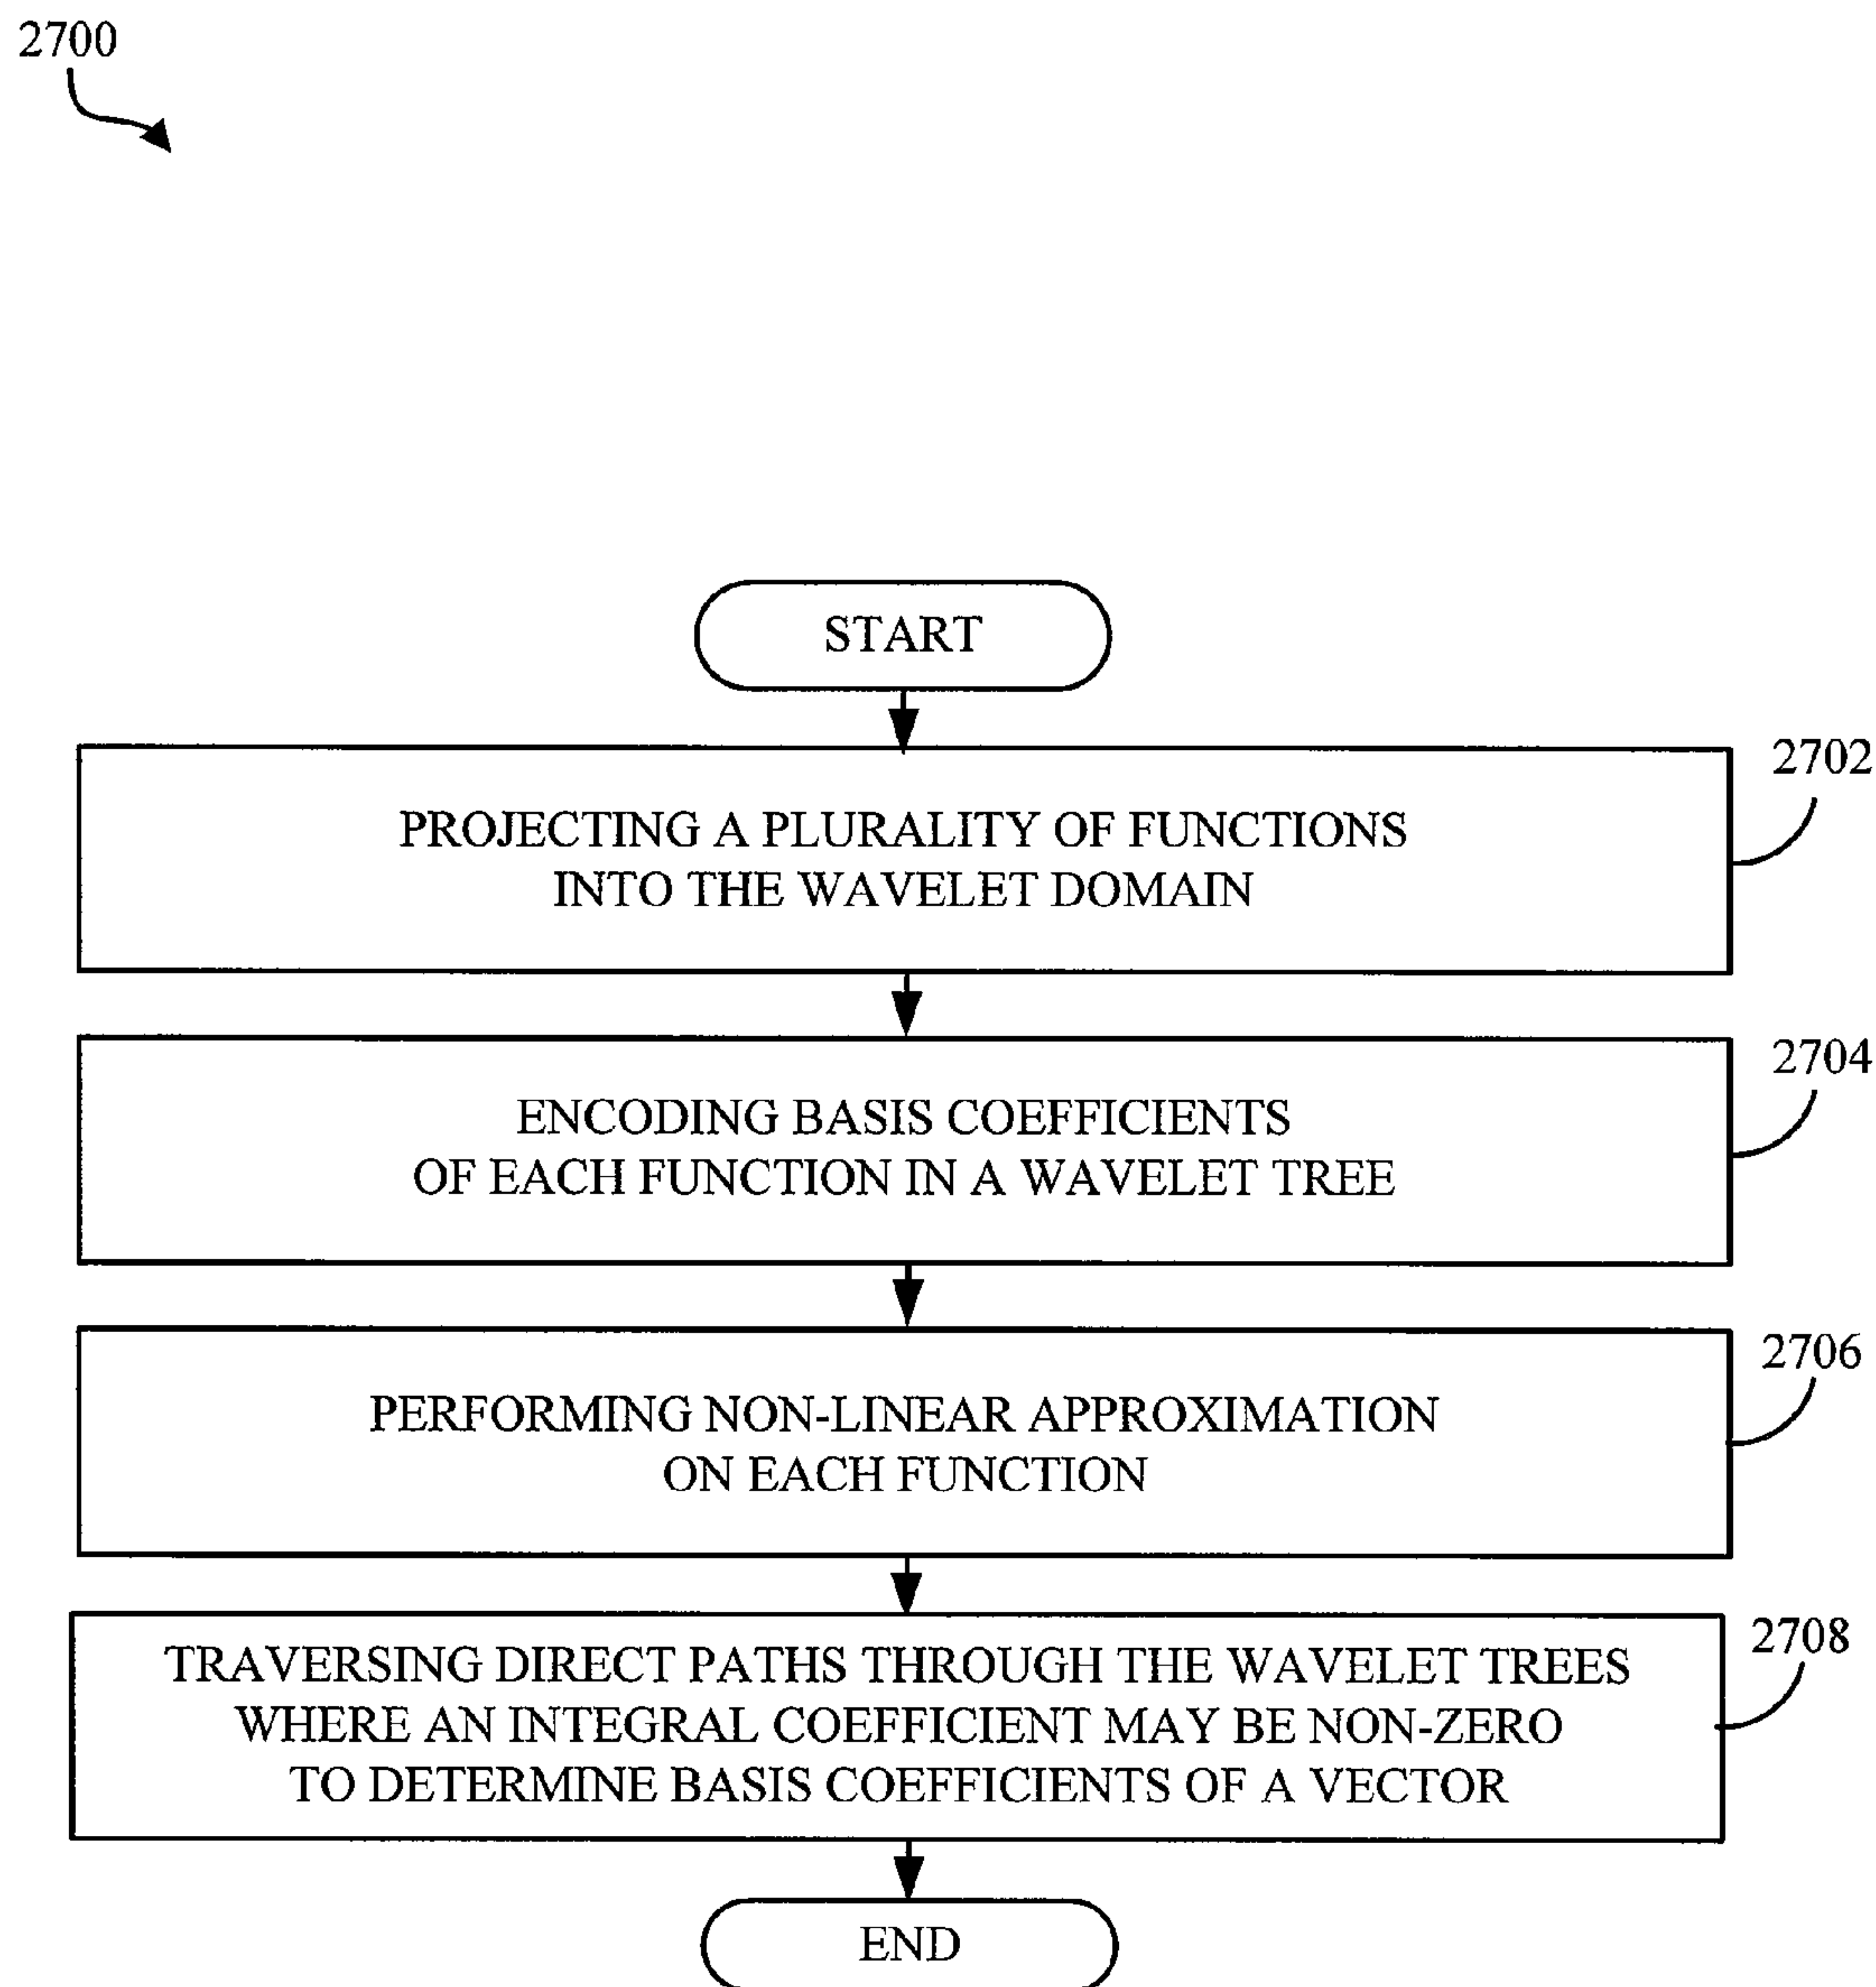 2700
START
2702
PROJECTING A PLURALITY OF FUNCTIONS
INTO THE WAVELET DOMAIN
2704
ENCODING BASIS COEFFICIENTS
OF EACH FUNCTION IN A WAVELET TREE
2706
PERFORMING NON-LINEAR APPROXIMATION
ON EACH FUNCTION
2708
TRAVERSING DIRECT PATHS THROUGH THE WAVELET TREES
WHERE AN INTEGRAL COEFFICIENT MAY BE NON-ZERO
TO DETERMINE BASIS COEFFICIENTS OF A VECTOR
END